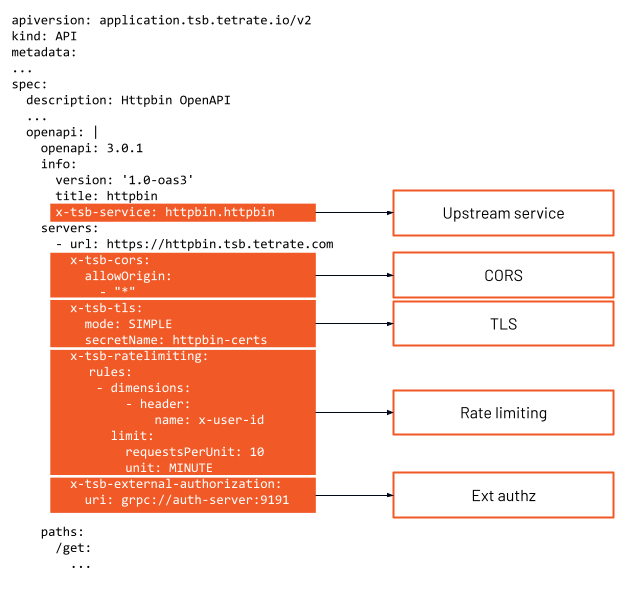 apiversion: application.tsb.tetrate.io/v2
kind: API
metadata:
...
spec:
  description: Httpbin OpenAPI
  ...
  openapi: |
    openapi: 3.0.1
    info:
      version: '1.0-oas3'
      title: httpbin
      x-tsb-service: httpbin.httpbin
Upstream service
    servers:
      - url: https://httpbin.tsb.tetrate.com
        x-tsb-cors:
          allowOrigin:
            - "*"
CORS
        x-tsb-tls:
          mode: SIMPLE
          secretName: httpbin-certs
TLS
        x-tsb-ratelimiting:
          rules:
            - dimensions:
                - header:
                    name: x-user-id
              limit:
                requestsPerUnit: 10
                unit: MINUTE
Rate limiting
        x-tsb-external-authorization:
          uri: grpc://auth-server:9191
Ext authz
    paths:
      /get:
        ...